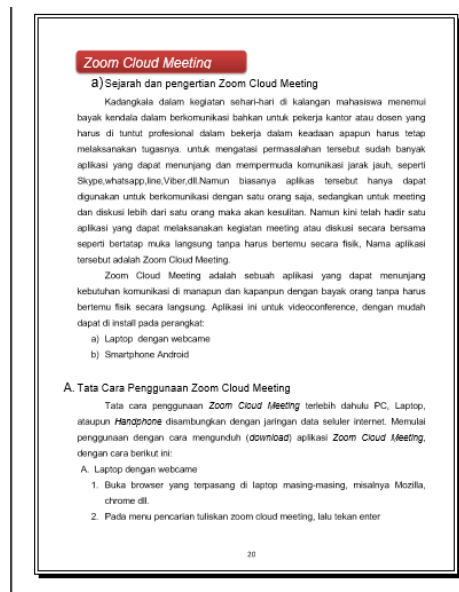 Zoom Cloud Meeting
a) Sejarah dan pengertian Zoom Cloud Meeting
Kadangkala dalam kegiatan sehari-hari di kalangan mahasiswa menemui
bayak kendala dalam berkomunikasi bahkan untuk pekerja kantor atau dosen yang
harus di tuntut profesional dalam bekerja dalam keadaan apapun harus tetap
melaksanakan tugasnya. untuk mengatasi permasalahan tersebut sudah banyak
aplikasi yang dapat menunjang dan mempermuda komunikasi jarak jauh, seperti
Skype,whatsapp,line,Viber,dll.Namun biasanya aplikas tersebut hanya dapat
digunakan untuk berkomunikasi dengan satu orang saja, sedangkan untuk meeting
dan diskusi lebih dari satu orang maka akan kesulitan. Namun kini telah hadir satu
aplikasi yang dapat melaksanakan kegiatan meeting atau diskusi secara bersama
seperti bertatap muka langsung tanpa harus bertemu secara fisik, Nama aplikasi
tersebut adalah Zoom Cloud Meeting.
Zoom Cloud Meeting adalah sebuah aplikasi yang dapat menunjang
kebutuhan komunikasi di manapun dan kapanpun dengan bayak orang tanpa harus
bertemu fisik secara langsung. Aplikasi ini untuk videoconference, dengan mudah
dapat di install pada perangkat:
a) Laptop dengan webcame
b) Smartphone Android
A. Tata Cara Penggunaan Zoom Cloud Meeting
Tata cara penggunaan Zoom Cloud Meeting terlebih dahulu PC, Laptop,
ataupun Handphone disambungkan dengan jaringan data seluler internet. Memulai
penggunaan dengan cara mengunduh (download) aplikasi Zoom Cloud Meeting,
dengan cara berikut ini:
A. Laptop dengan webcame
1. Buka browser yang terpasang di laptop masing-masing, misalnya Mozilla,
chrome dll.
2. Pada menu pencarian tuliskan zoom cloud meeting, lalu tekan enter
20